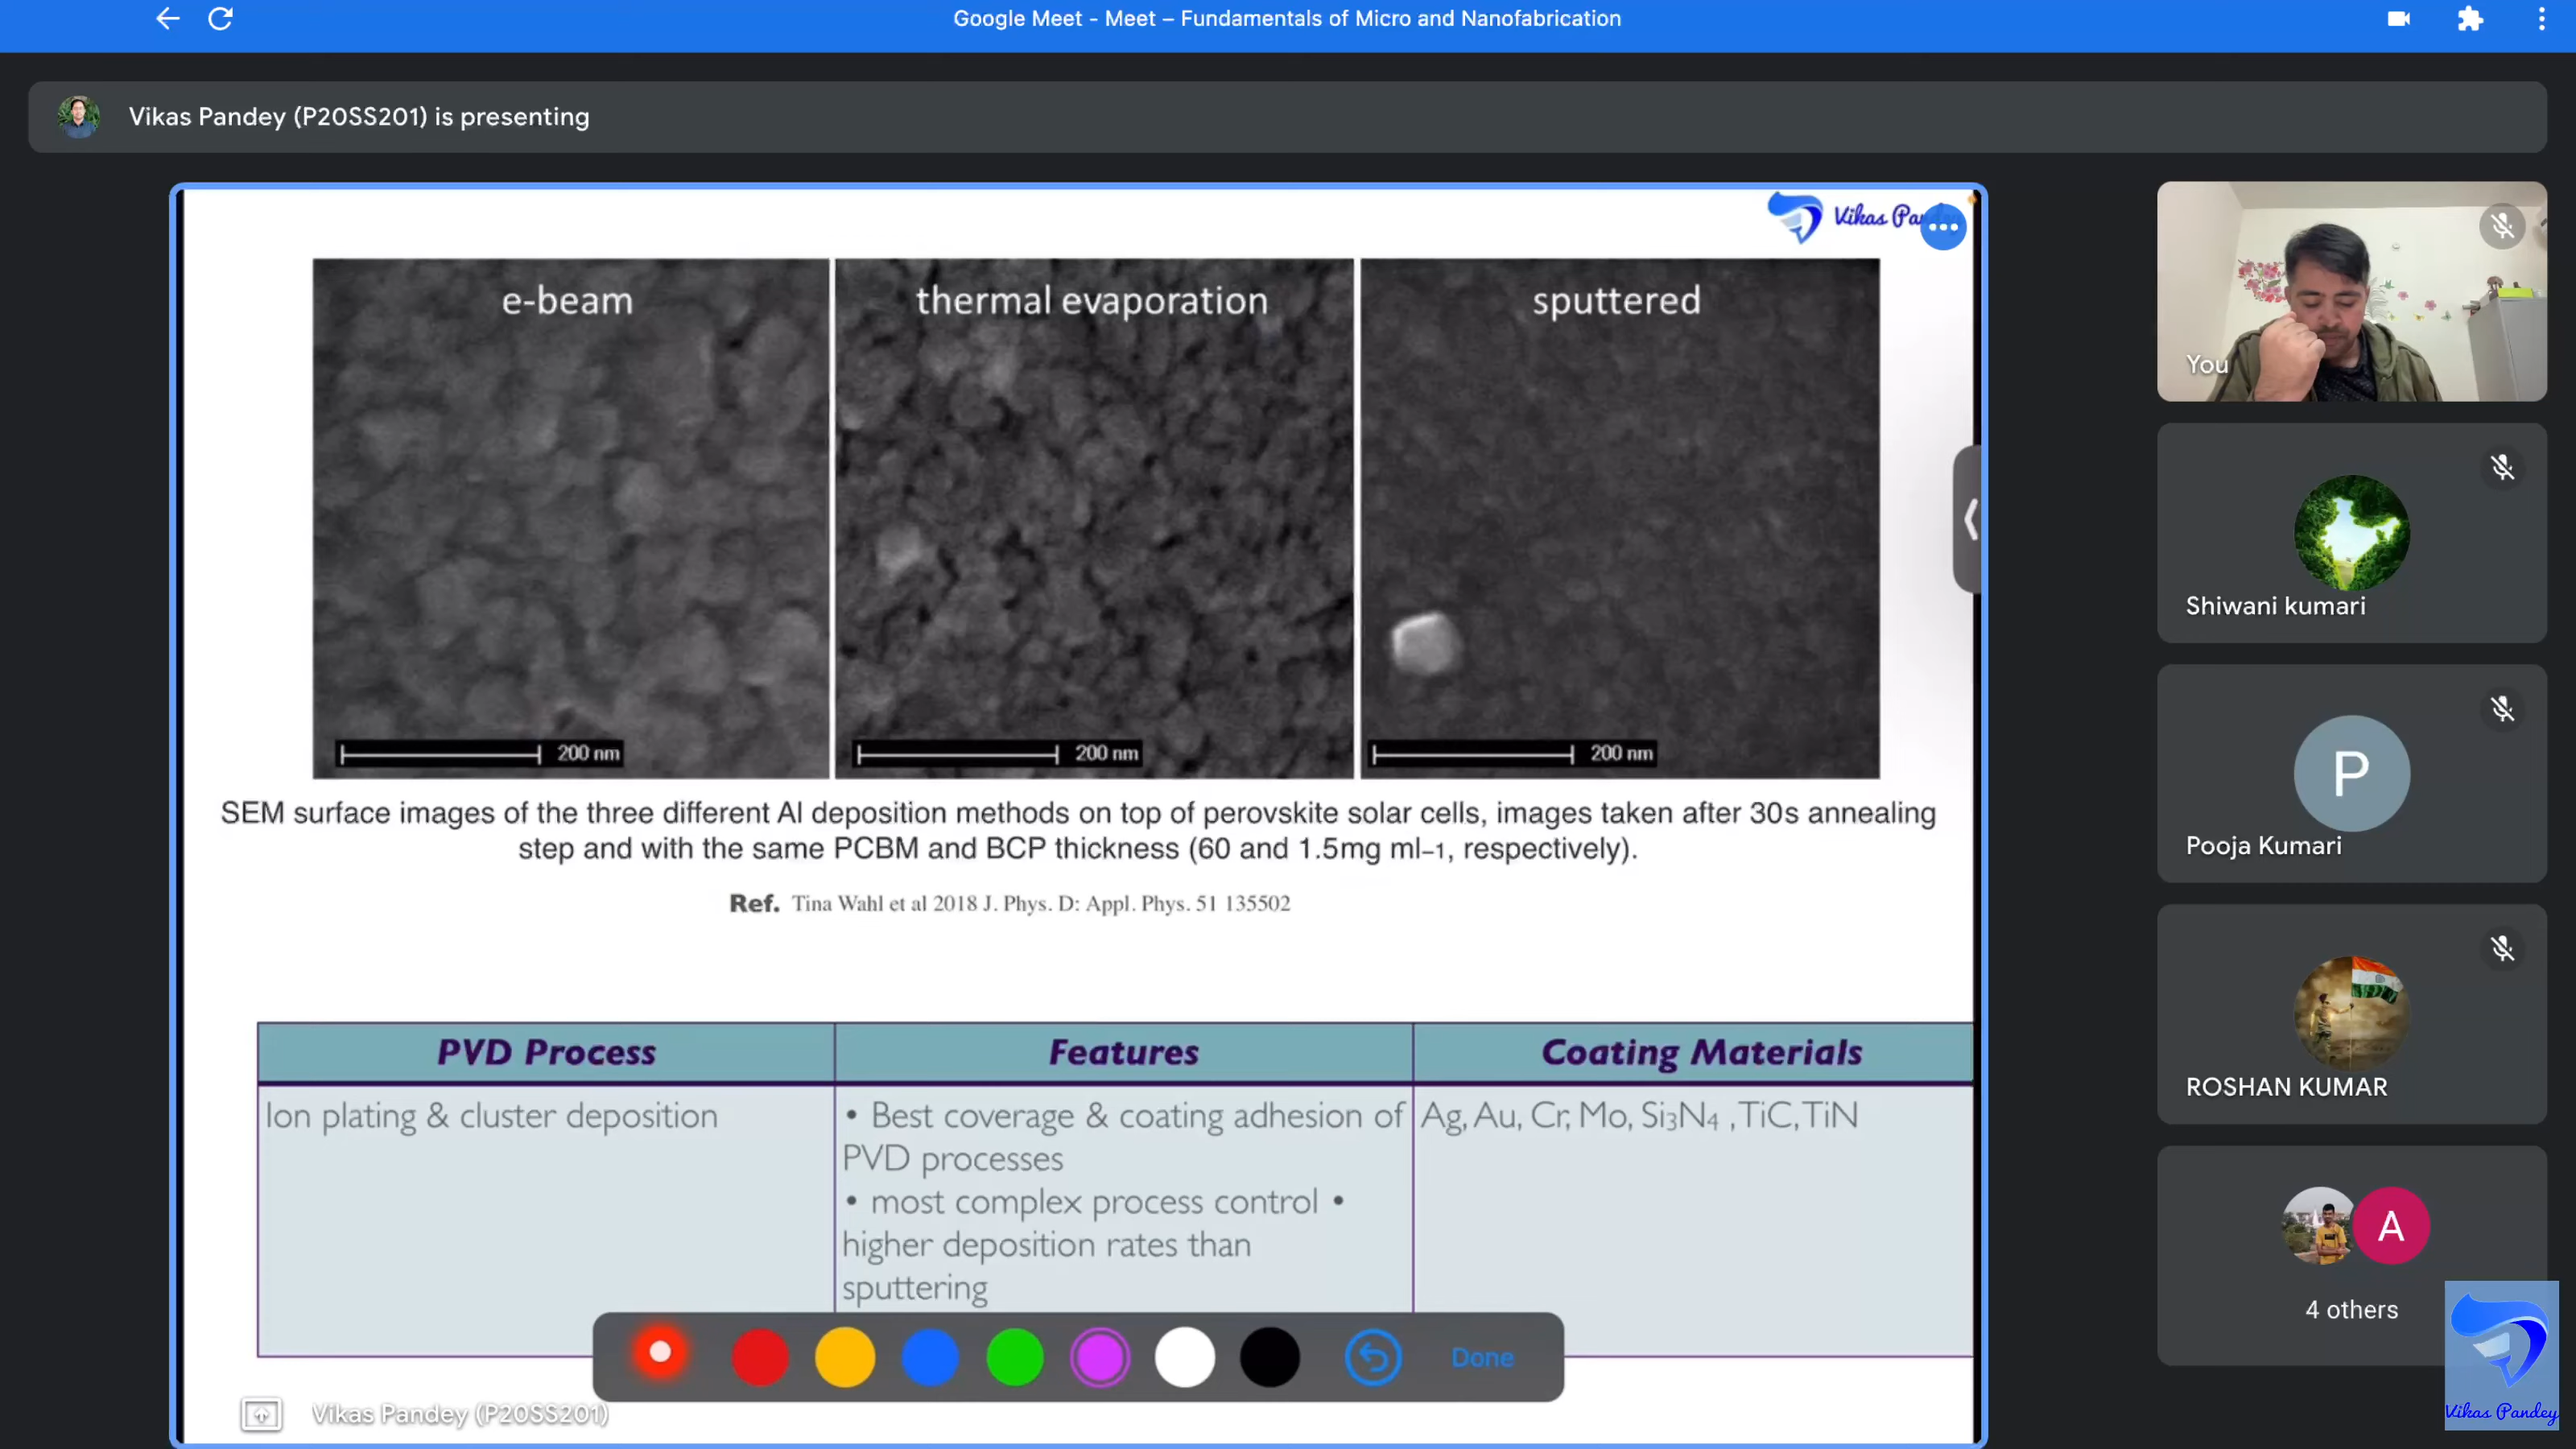 Google Meet - Meet – Fundamentals of Micro and Nanofabrication
Vikas Pandey (P20SS201) is presenting
Vikas Pa
e-beam
thermal evaporation
sputtered
200 nm
200 nm
200 nm
SEM surface images of the three different Al deposition methods on top of perovskite solar cells, images taken after 30s annealing
step and with the same PCBM and BCP thickness (60 and 1.5mg ml–1, respectively).
Ref. Tina Wahl et al 2018 J. Phys. D: Appl. Phys. 51 135502
PVD Process
Features
Coating Materials
Ion plating & cluster deposition
• Best coverage & coating adhesion of
PVD processes
• most complex process control •
higher deposition rates than
sputtering
Ag, Au, Cr, Mo, Si₃N₄ ,TiC, TiN
Done
Vikas Pandey (P20SS201)
You
Shiwani kumari
P
Pooja Kumari
ROSHAN KUMAR
A
4 others
Vikas Pandey